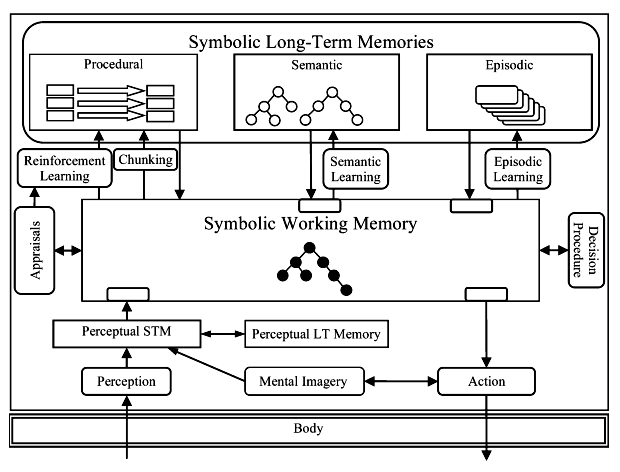 Symbolic Long-Term Memories
Procedural
Semantic
Episodic
Reinforcement
Learning
Chunking
Semantic
Learning
Episodic
Learning
Symbolic Working Memory
Appraisals
Decision
Procedure
Perceptual STM
Perceptual LT Memory
Perception
Mental Imagery
Action
Body